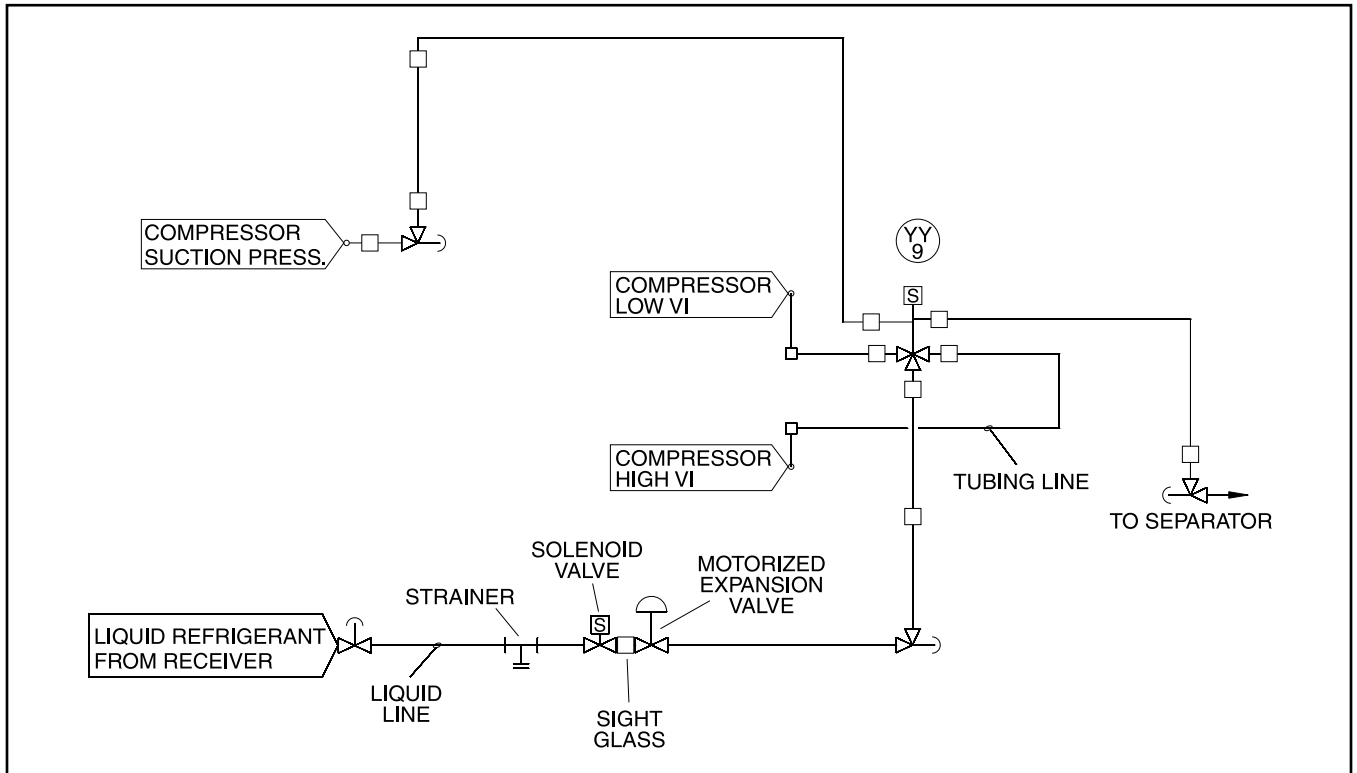 COMPRESSOR
SUCTION PRESS.
YY
9
COMPRESSOR
LOW VI
S
COMPRESSOR
HIGH VI
TUBING LINE
TO SEPARATOR
SOLENOID
VALVE
MOTORIZED
EXPANSION
VALVE
STRAINER
S
LIQUID REFRIGERANT
FROM RECEIVER
LIQUID
LINE
SIGHT
GLASS